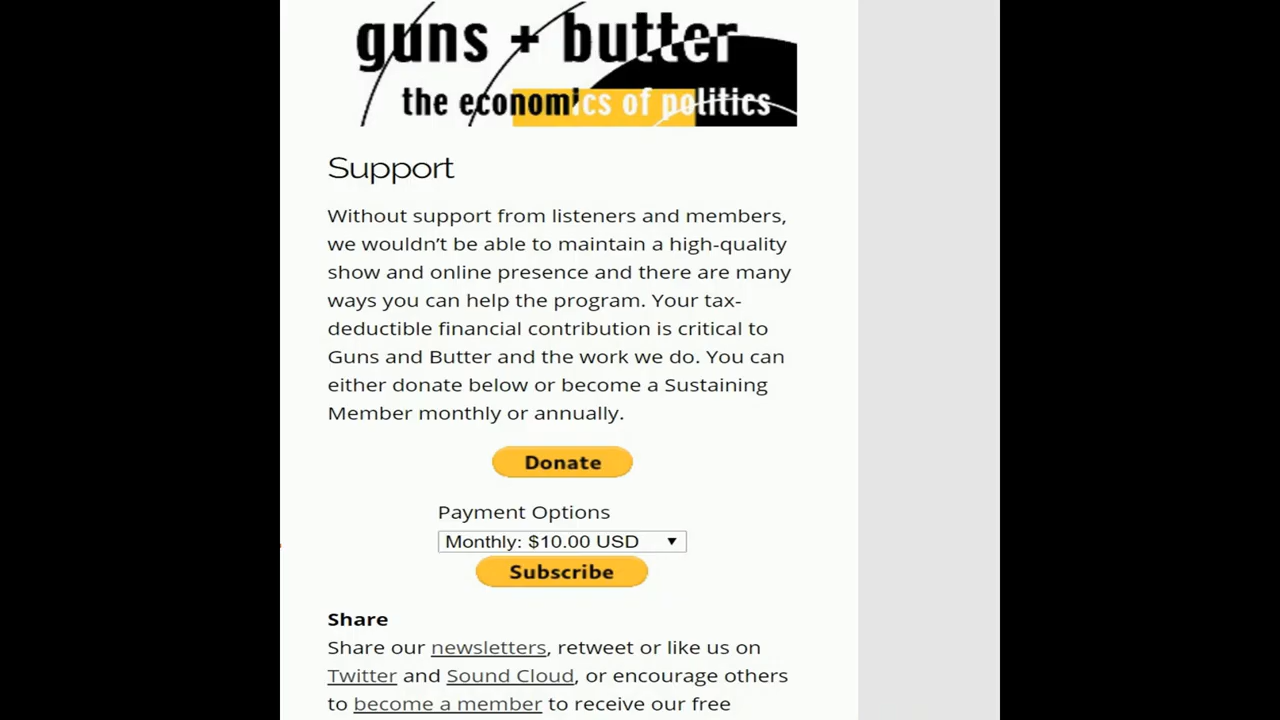 guns + butter
the economics of politics
Support
Without support from listeners and members,
we wouldn’t be able to maintain a high-quality
show and online presence and there are many
ways you can help the program. Your tax-
deductible financial contribution is critical to
Guns and Butter and the work we do. You can
either donate below or become a Sustaining
Member monthly or annually.
Donate
Payment Options
Monthly: $10.00 USD
Subscribe
Share
Share our newsletters, retweet or like us on
Twitter and Sound Cloud, or encourage others
to become a member to receive our free